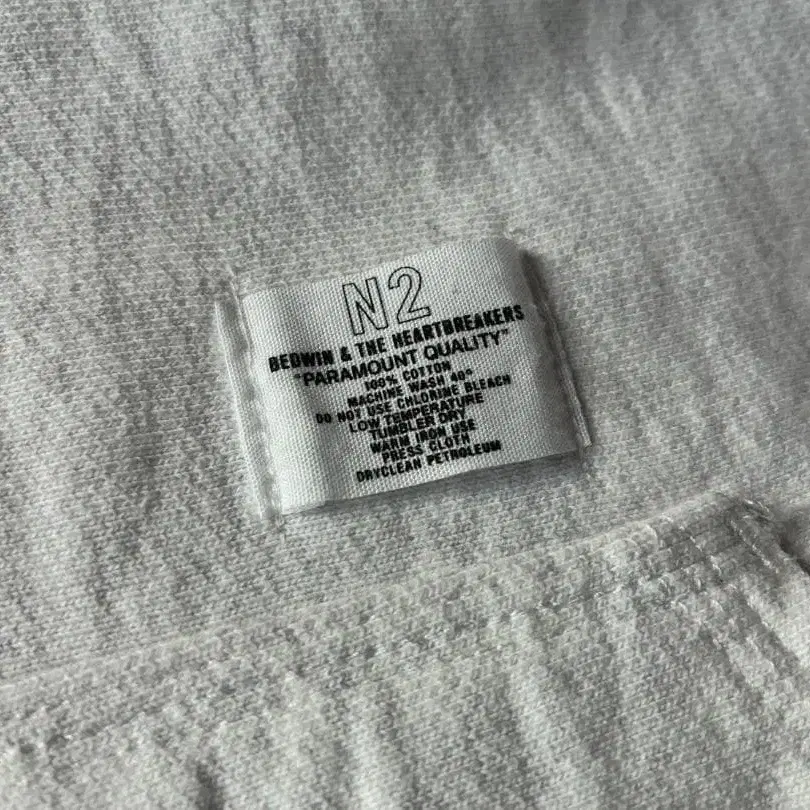 N2
BEDWIN & THE HEARTBREAKERS
"PARAMOUNT QUALITY"
100% COTTON
MACHINE WASH 40°
DO NOT USE CHLORINE BLEACH
LOW TEMPERATURE
TUMBLER DRY
WARM IRON USE
PRESS CLOTH
DRYCLEAN PETROLEUM